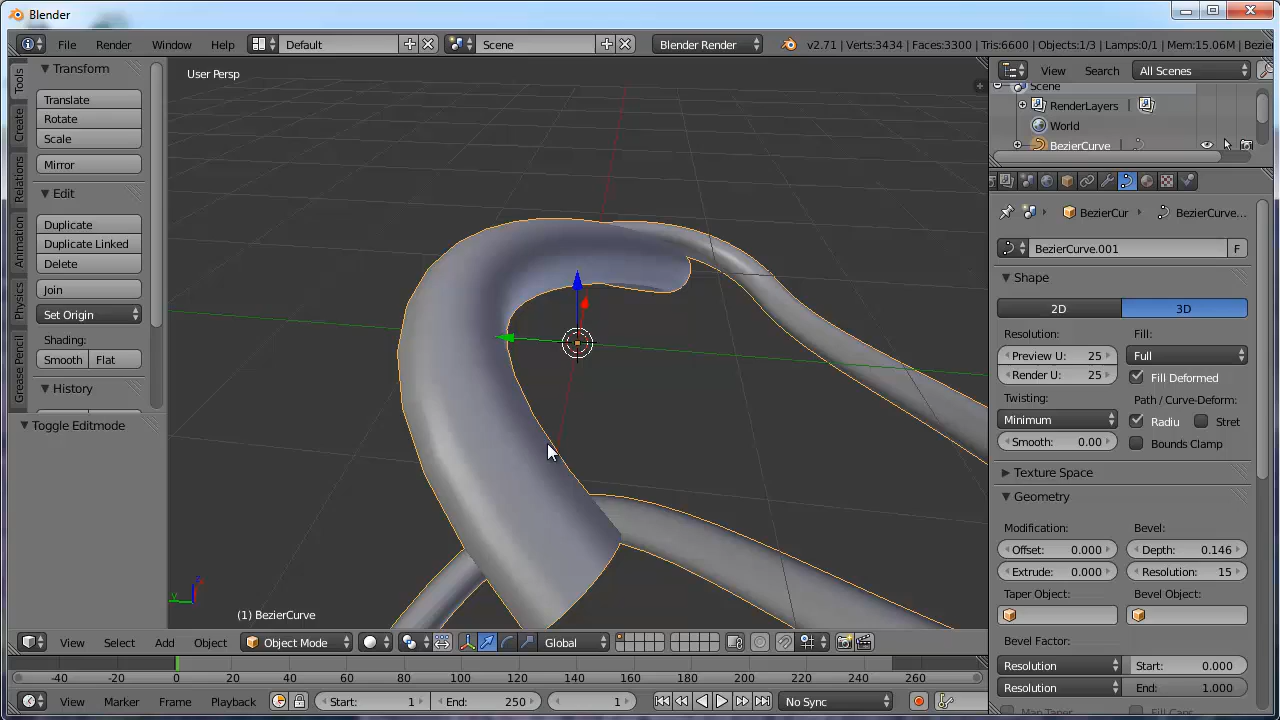 Blender
File Render Window Help Default Scene Blender Render v2.71 | Verts:3434 | Faces:3300 | Tris:6600 | Objects:1/3 | Lamps:0/1 | Mem:15.06M | Bezier
User Persp
Tools
Create
Relations
Animation
Physics
Grease Pencil
Transform
Translate
Rotate
Scale
Mirror
Edit
Duplicate
Duplicate Linked
Delete
Join
Set Origin
Shading:
Smooth Flat
History
Toggle Editmode
z
y
(1) BezierCurve
View Select Add Object Object Mode Global
-40 -20 0 20 40 60 80 100 120 140 160 180 200 220 240 260
View Marker Frame Playback Start: 1 End: 250 1 No Sync
View Search All Scenes
Scene
RenderLayers |
World
BezierCurve |
BezierCur BezierCurve...
BezierCurve.001 F
Shape
2D 3D
Resolution: Fill:
Preview U: 25 Full
Render U: 25 Fill Deformed
Twisting: Path / Curve-Deform:
Minimum Radiu Stret
Smooth: 0.00 Bounds Clamp
Texture Space
Geometry
Modification: Bevel:
Offset: 0.000 Depth: 0.146
Extrude: 0.000 Resolution: 15
Taper Object: Bevel Object:
Bevel Factor:
Resolution Start: 0.000
Resolution End: 1.000
Map Taper Fill Caps